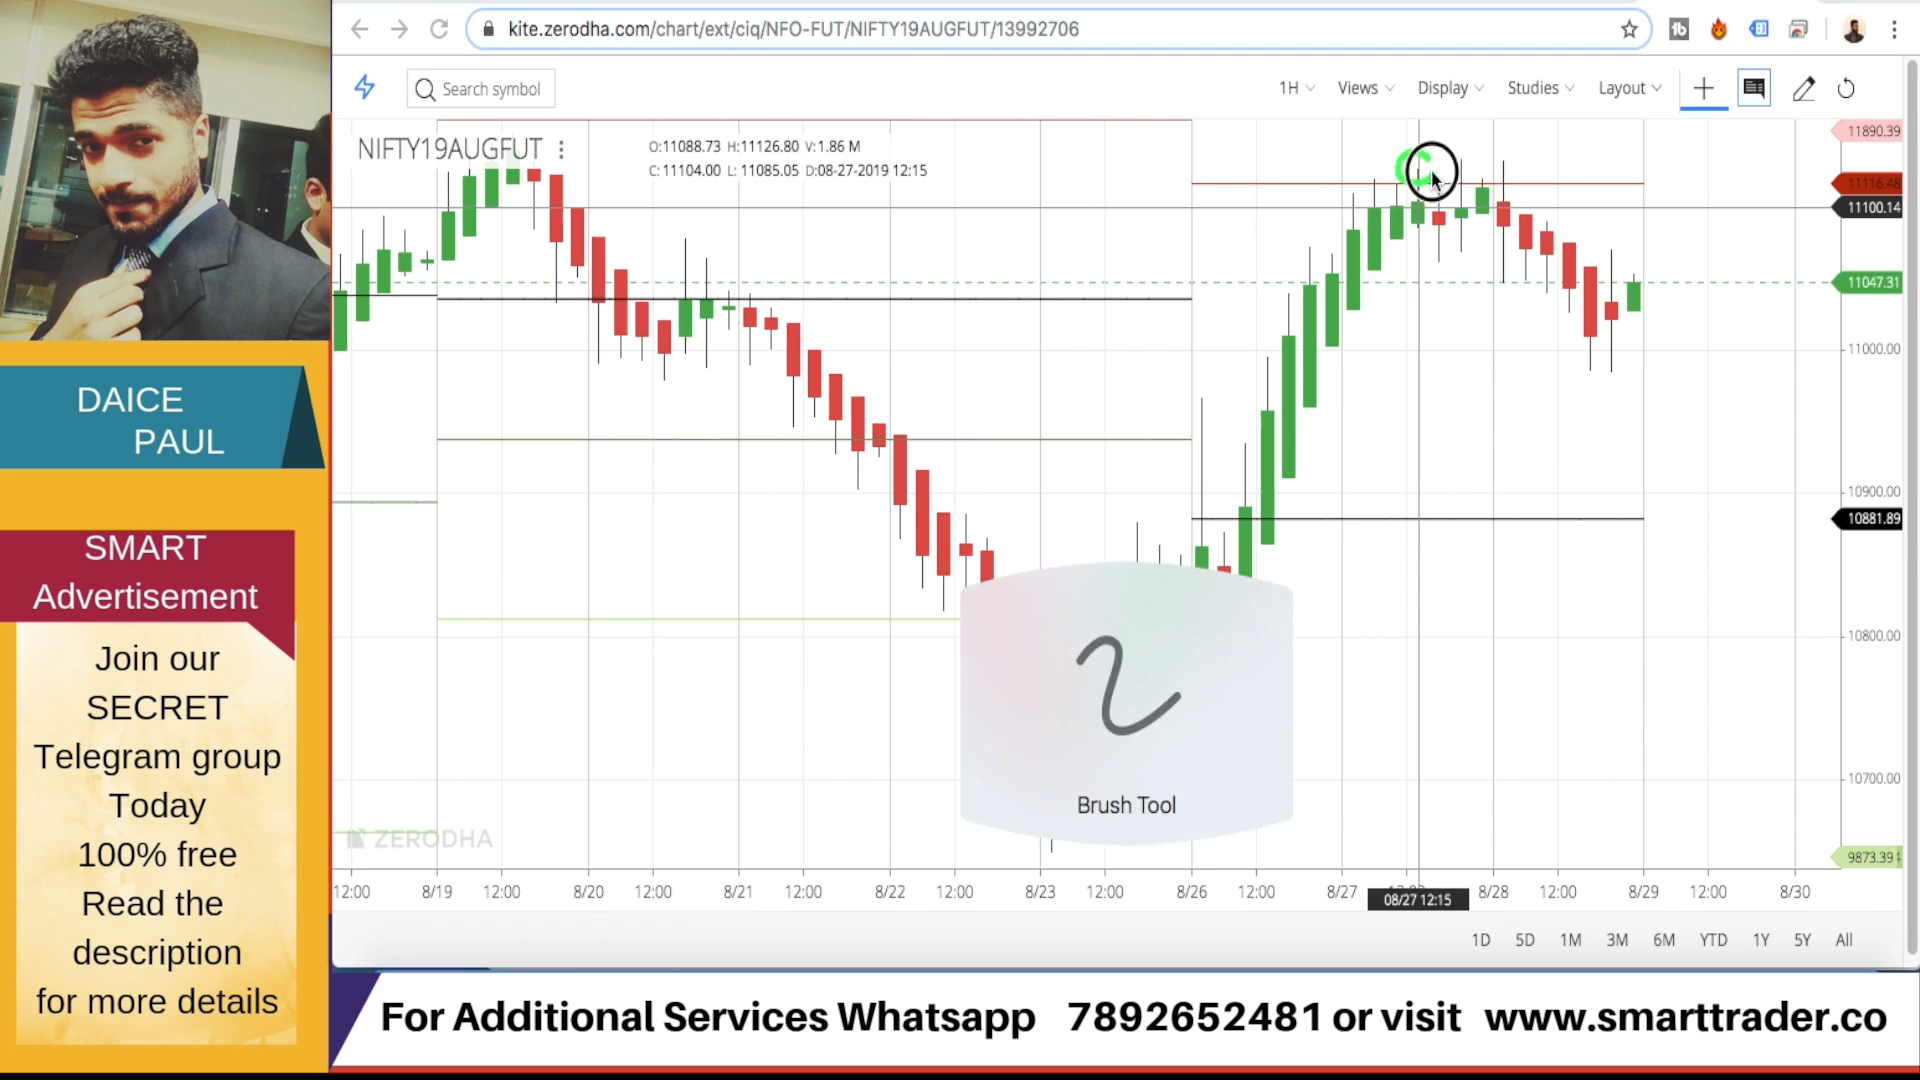 kite.zerodha.com/chart/ext/ciq/NFO-FUT/NIFTY19AUGFUT/13992706
Search symbol
1H
Views
Display
Studies
Layout
NIFTY19AUGFUT
O:11088.73 H:11126.80 V:1.86 M
C:11104.00 L: 11085.05 D:08-27-2019 12:15
11890.39
11116.48
11100.14
11047.31
11000.00
10900.00
10881.89
10800.00
10700.00
9873.39
Brush Tool
ZERODHA
12:00 8/19 12:00 8/20 12:00 8/21 12:00 8/22 12:00 8/23 12:00 8/26 12:00 8/27 8/28 12:00 8/29 12:00 8/30
08/27 12:15
1D 5D 1M 3M 6M YTD 1Y 5Y All
DAICE
PAUL
SMART
Advertisement
Join our
SECRET
Telegram group
Today
100% free
Read the
description
for more details
For Additional Services Whatsapp 7892652481 or visit www.smarttrader.co